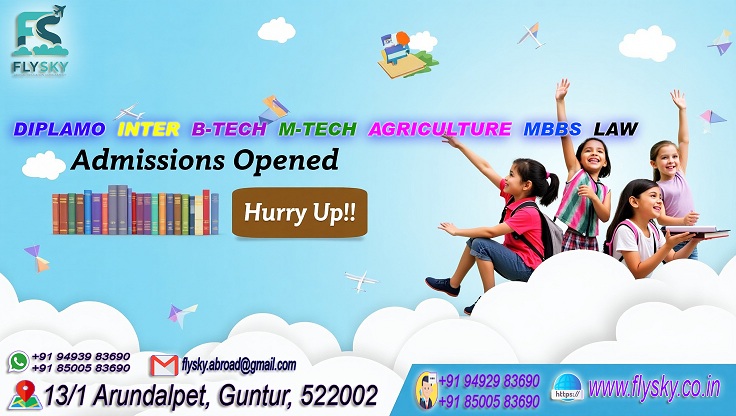 FS
FLYSKY
DIPLAMO INTER B-TECH M-TECH AGRICULTURE MBBS LAW
Admissions Opened
Hurry Up!!
+91 94939 83690
+91 85005 83690
flysky.abroad@gmail.com
13/1 Arundalpet, Guntur, 522002
+91 94929 83690
+91 85005 83690
https://
www.flysky.co.in